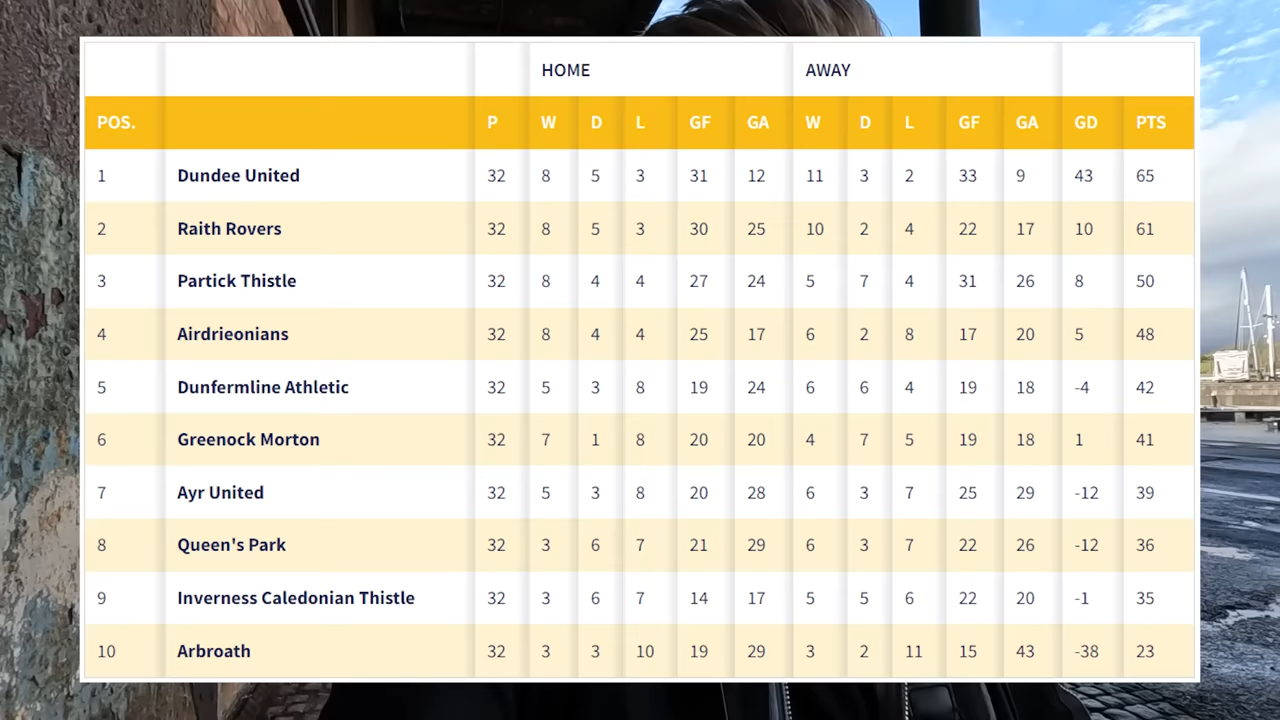 HOME AWAY
POS. P W D L GF GA W D L GF GA GD PTS
1 Dundee United 32 8 5 3 31 12 11 3 2 33 9 43 65
2 Raith Rovers 32 8 5 3 30 25 10 2 4 22 17 10 61
3 Partick Thistle 32 8 4 4 27 24 5 7 4 31 26 8 50
4 Airdrieonians 32 8 4 4 25 17 6 2 8 17 20 5 48
5 Dunfermline Athletic 32 5 3 8 19 24 6 6 4 19 18 -4 42
6 Greenock Morton 32 7 1 8 20 20 4 7 5 19 18 1 41
7 Ayr United 32 5 3 8 20 28 6 3 7 25 29 -12 39
8 Queen's Park 32 3 6 7 21 29 6 3 7 22 26 -12 36
9 Inverness Caledonian Thistle 32 3 6 7 14 17 5 5 6 22 20 -1 35
10 Arbroath 32 3 3 10 19 29 3 2 11 15 43 -38 23